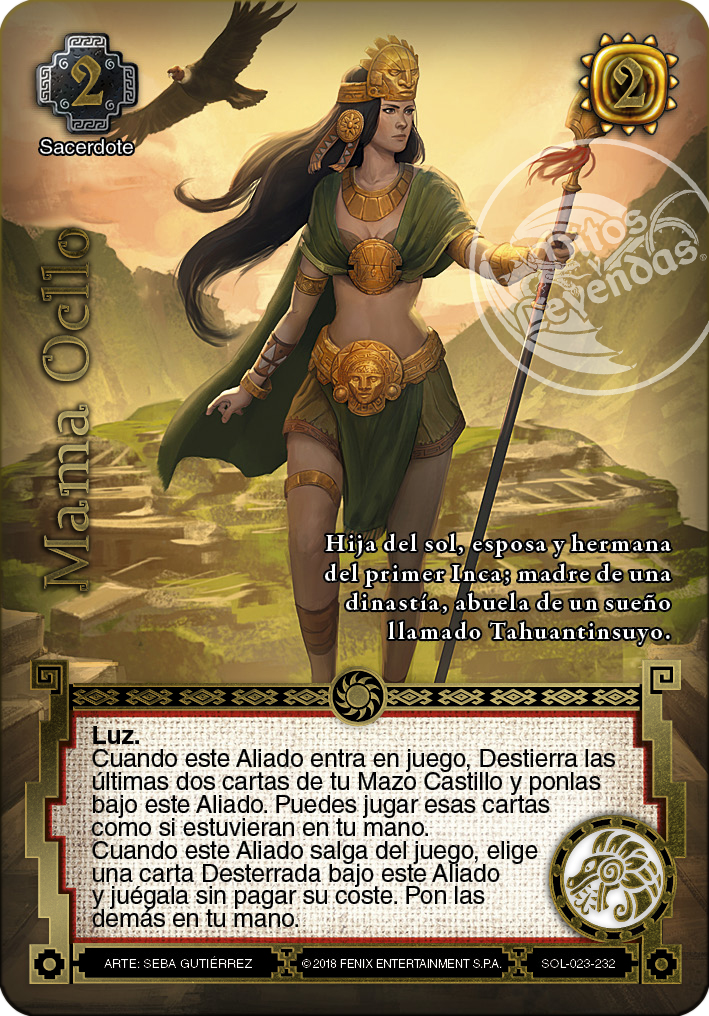 2
2
Sacerdote
Mitos
y
Leyendas®
Mama Ocllo
Hija del sol, esposa y hermana
del primer Inca; madre de una
dinastía, abuela de un sueño
llamado Tahuantinsuyo.
Luz.
Cuando este Aliado entra en juego, Destierra las
últimas dos cartas de tu Mazo Castillo y ponlas
bajo este Aliado. Puedes jugar esas cartas
como si estuvieran en tu mano.
Cuando este Aliado salga del juego, elige
una carta Desterrada bajo este Aliado
y juégala sin pagar su coste. Pon las
demás en tu mano.
ARTE: SEBA GUTIÉRREZ
©2018 FENIX ENTERTAINMENT S.P.A.
SOL-023-232